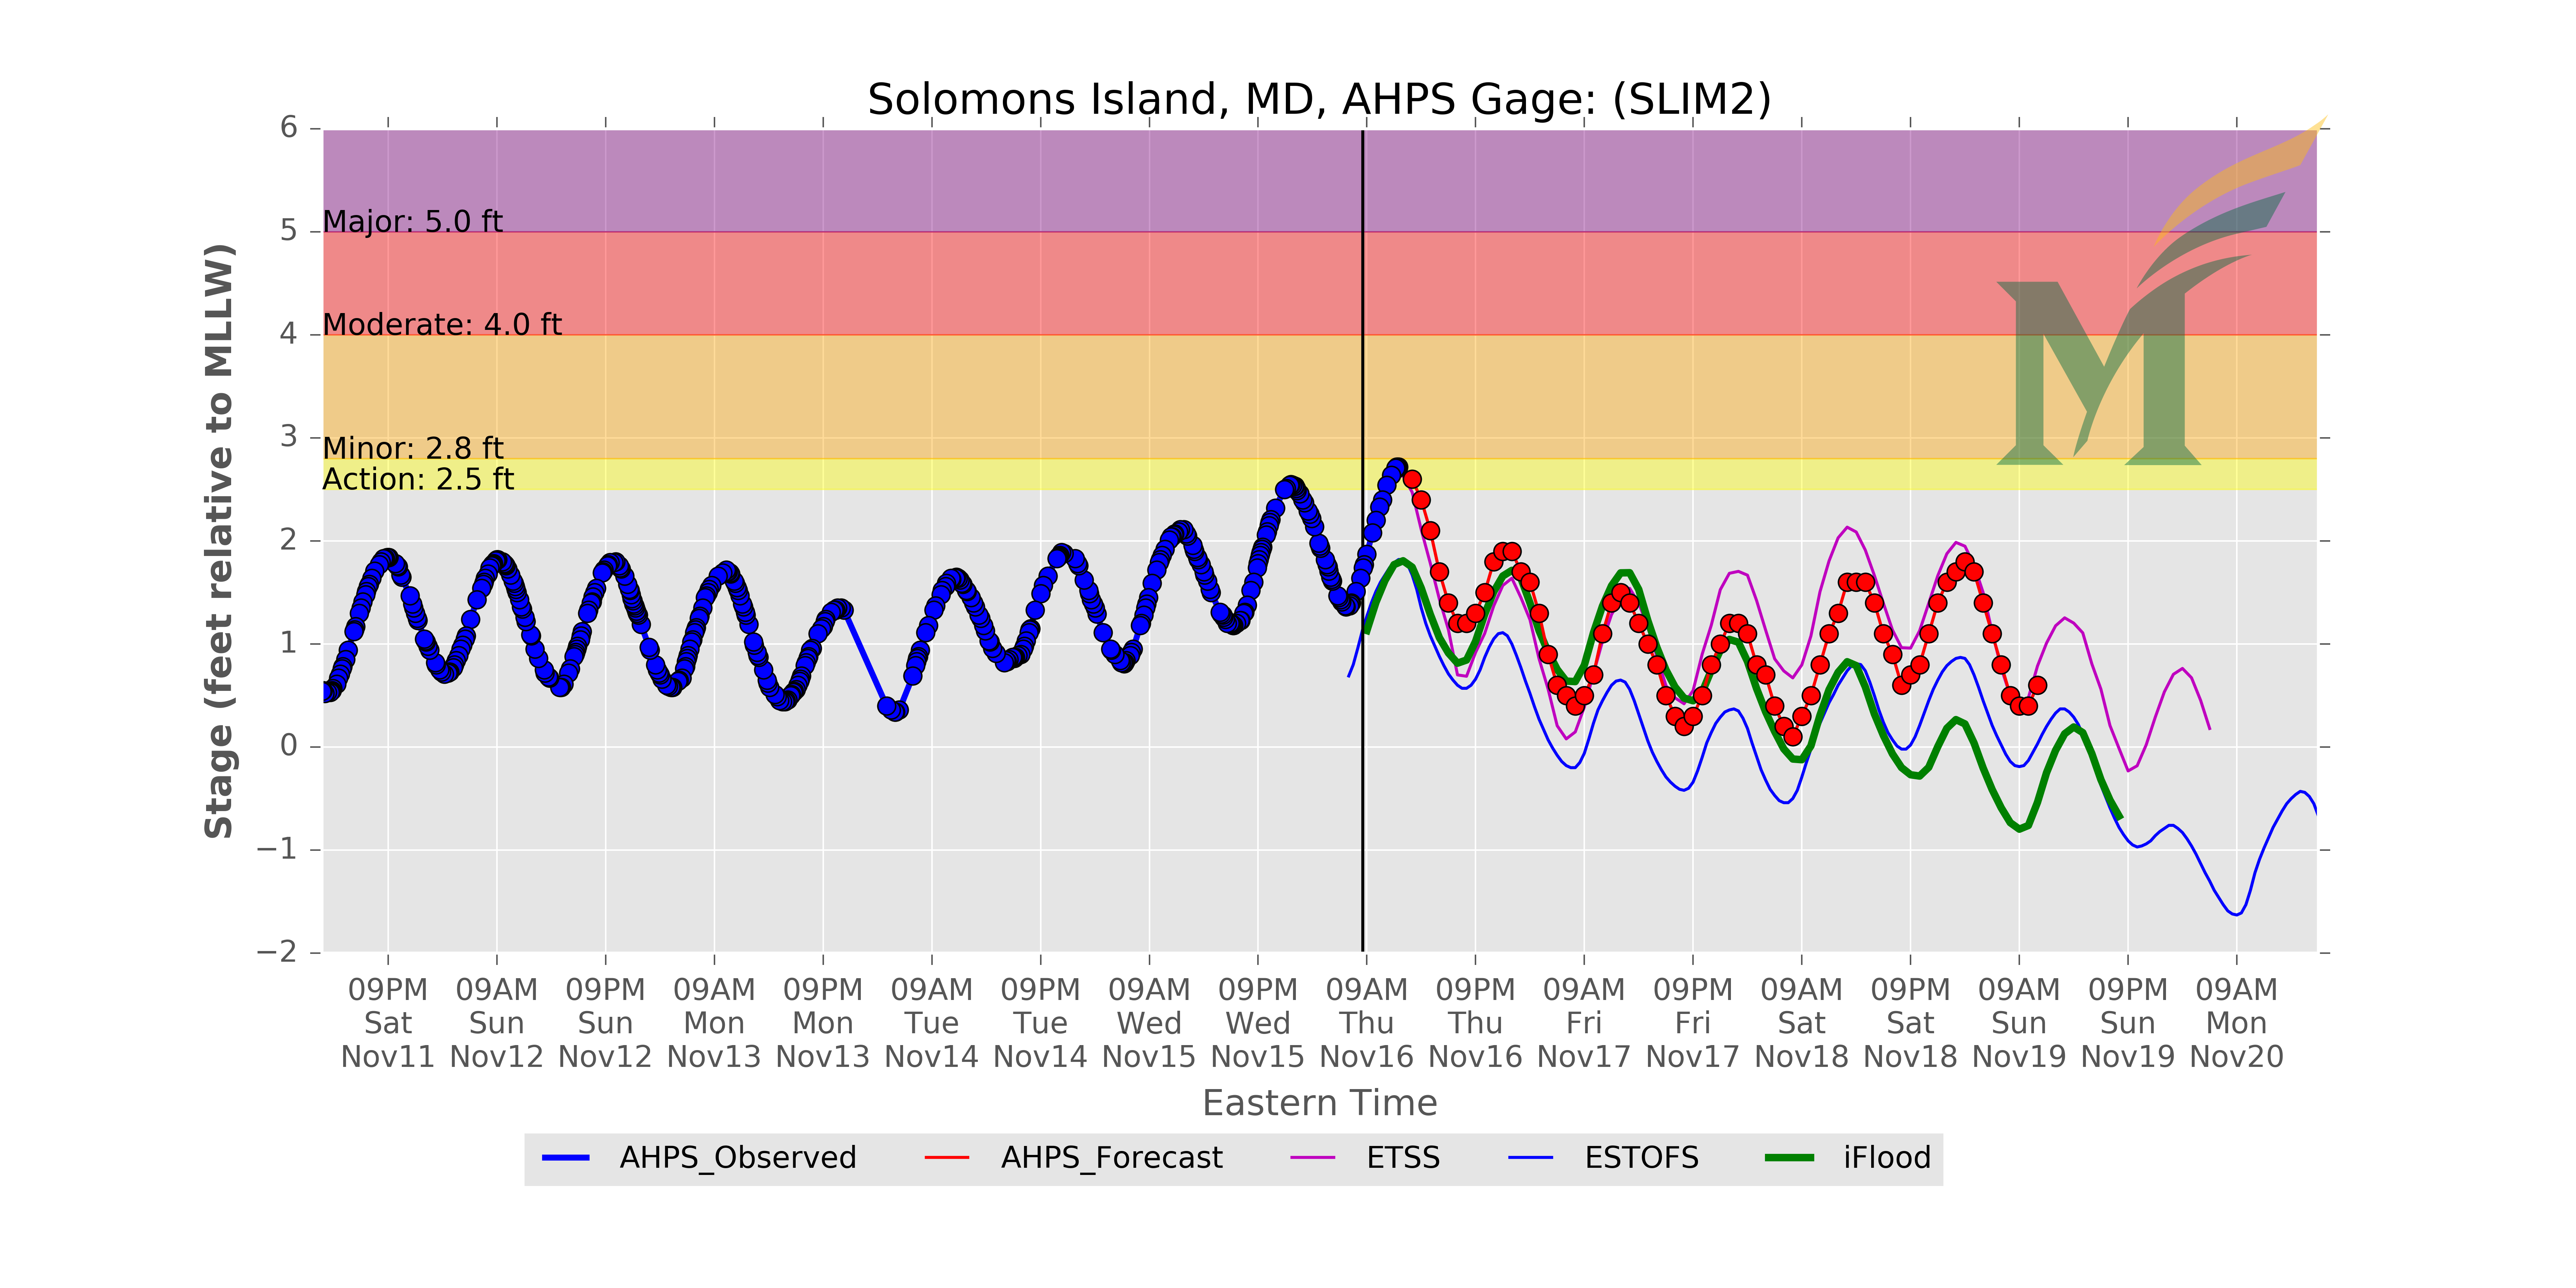 Solomons Island, MD, AHPS Gage: (SLIM2)
6
5
4
3
2
1
0
−1
−2
Stage (feet relative to MLLW)
Major: 5.0 ft
Moderate: 4.0 ft
Minor: 2.8 ft
Action: 2.5 ft
M
09PM 09AM 09PM 09AM 09PM 09AM 09PM 09AM 09PM 09AM 09PM 09AM 09PM 09AM 09PM 09AM 09PM 09AM
Sat Sun Sun Mon Mon Tue Tue Wed Wed Thu Thu Fri Fri Sat Sat Sun Sun Mon
Nov11 Nov12 Nov12 Nov13 Nov13 Nov14 Nov14 Nov15 Nov15 Nov16 Nov16 Nov17 Nov17 Nov18 Nov18 Nov19 Nov19 Nov20
Eastern Time
AHPS_Observed AHPS_Forecast ETSS ESTOFS iFlood